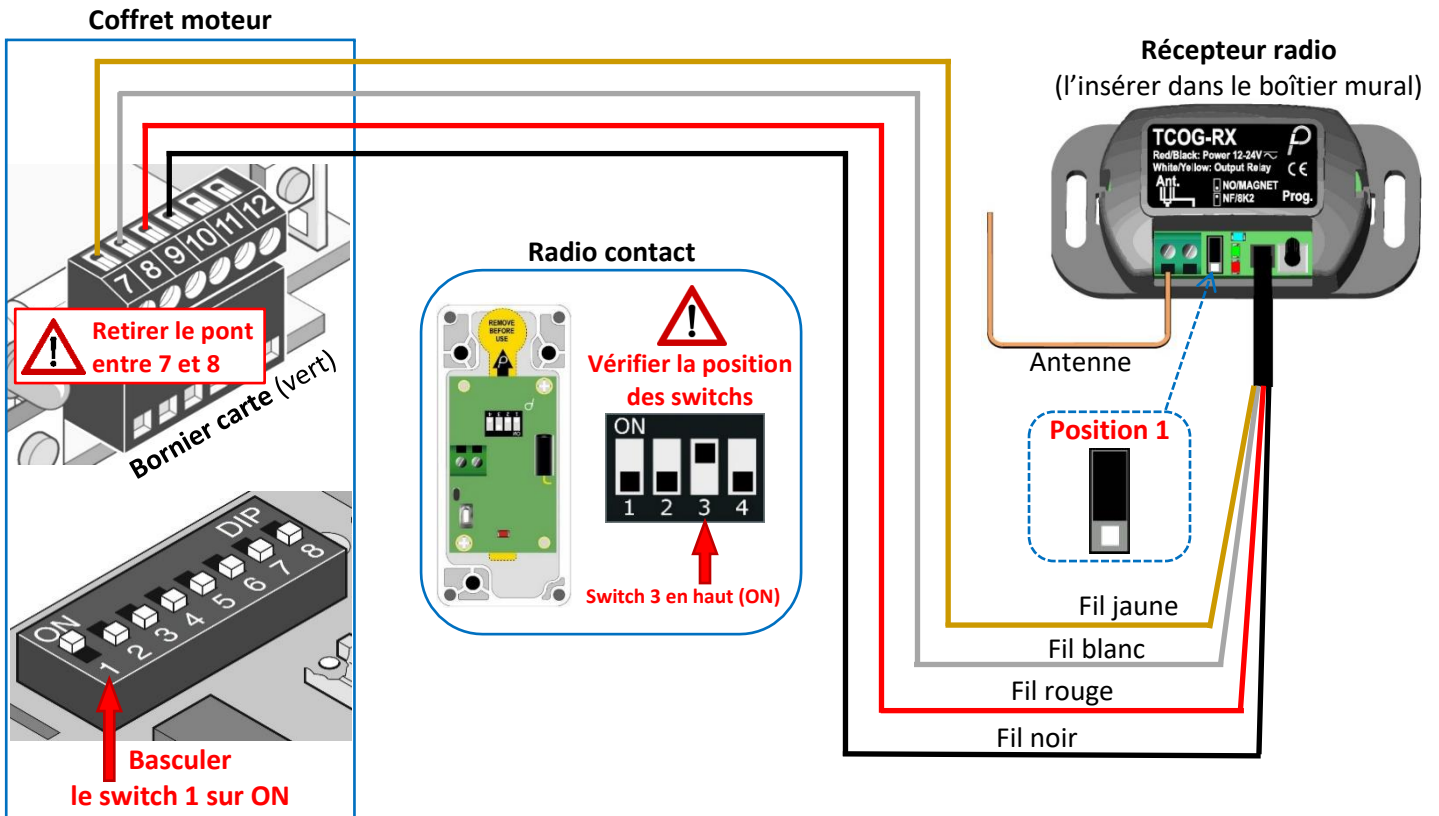 Coffret moteur
Récepteur radio
(l’insérer dans le boîtier mural)
TCOG-RX
Red/Black: Power 12-24V
White/Yellow: Output Relay
Ant.
NO/MAGNET
NF/8K2
Prog.
CE
7 8 9 10 11 12
Retirer le pont
entre 7 et 8
Bornier carte (vert)
Radio contact
REMOVE
BEFORE
USE
Vérifier la position
des switchs
ON
1 2 3 4
Switch 3 en haut (ON)
Antenne
Position 1
Fil jaune
Fil blanc
Fil rouge
Fil noir
ON
DIP
1 2 3 4 5 6 7 8
Basculer
le switch 1 sur ON